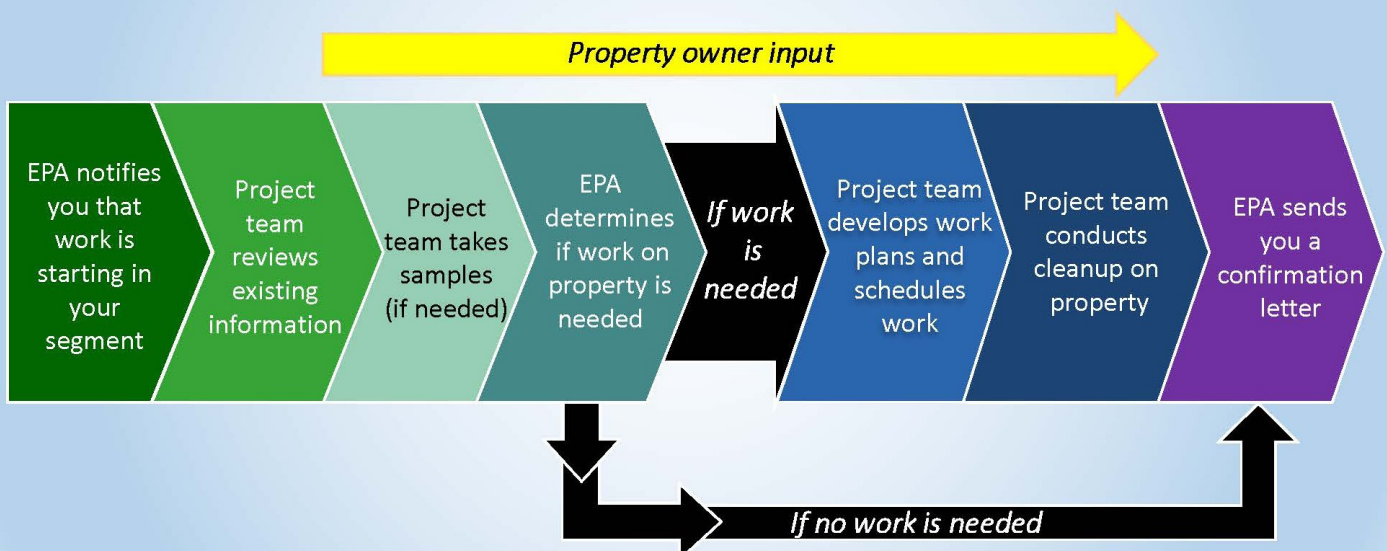 Property owner input
EPA notifies
you that
work is
starting in
your
segment
Project
team
reviews
existing
information
Project
team takes
samples
(if needed)
EPA
determines
if work on
property is
needed
If work
is
needed
Project team
develops work
plans and
schedules
work
Project team
conducts
cleanup on
property
EPA sends
you a
confirmation
letter
If no work is needed